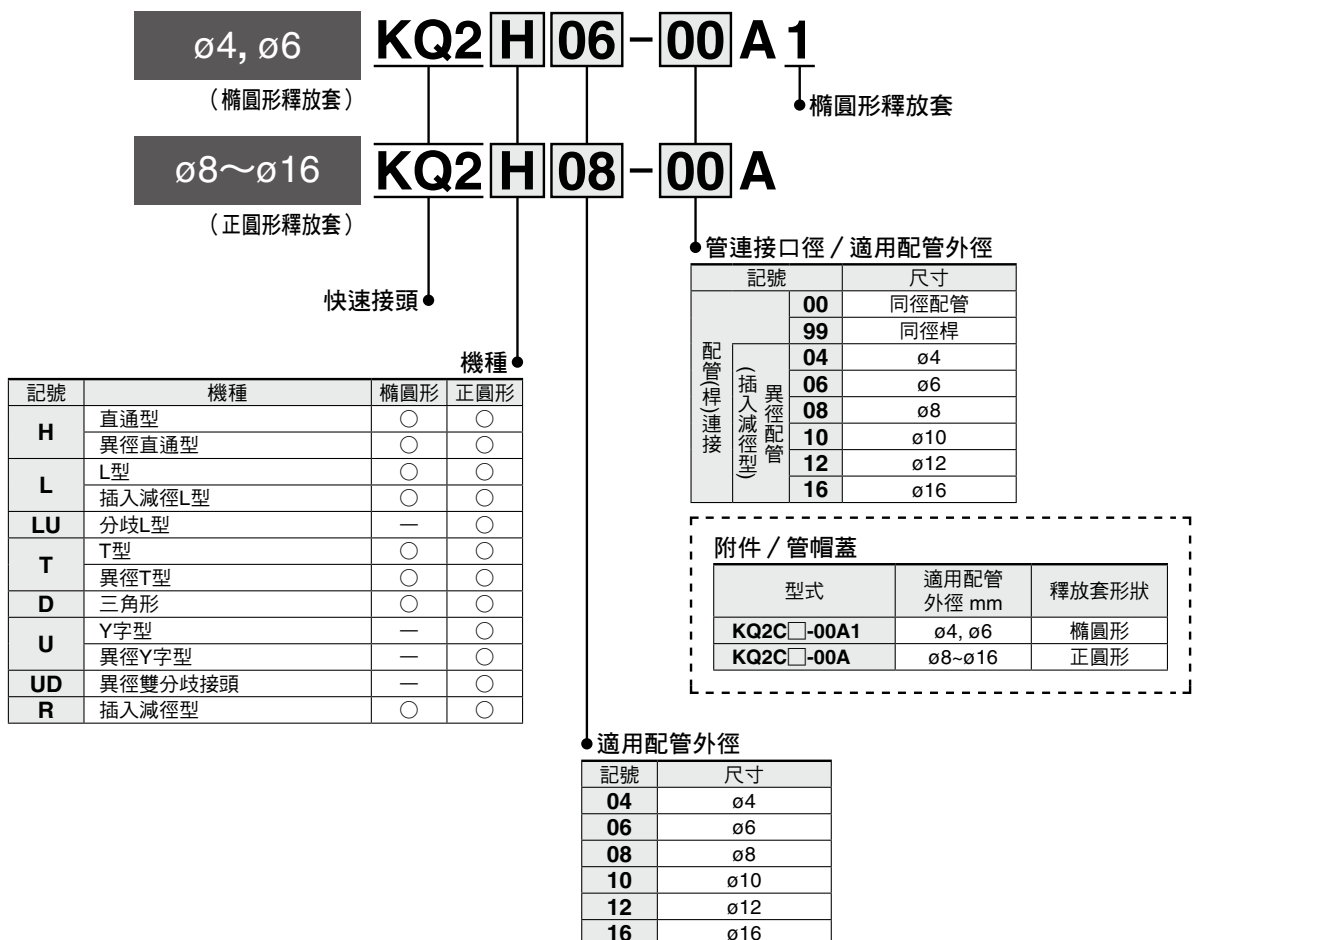 ø4, ø6 KQ2 H 06 - 00 A 1
（橢圓形釋放套）
橢圓形釋放套
ø8～ø16 KQ2 H 08 - 00 A
（正圓形釋放套）
快速接頭
管連接口徑 / 適用配管外徑
記號 尺寸
配管(桿)連接
00 同徑配管
99 同徑桿
異徑配管
(插入減徑型)
04 ø4
06 ø6
08 ø8
10 ø10
12 ø12
16 ø16
機種
記號 機種 橢圓形 正圓形
H 直通型 ○ ○
異徑直通型 ○ ○
L L型 ○ ○
插入減徑L型 ○ ○
LU 分歧L型 — ○
T T型 ○ ○
異徑T型 ○ ○
D 三角形 ○ ○
U Y字型 — ○
異徑Y字型 — ○
UD 異徑雙分歧接頭 — ○
R 插入減徑型 ○ ○
附件 / 管帽蓋
型式 適用配管外徑 mm 釋放套形狀
KQ2C□-00A1 ø4, ø6 橢圓形
KQ2C□-00A ø8~ø16 正圓形
適用配管外徑
記號 尺寸
04 ø4
06 ø6
08 ø8
10 ø10
12 ø12
16 ø16